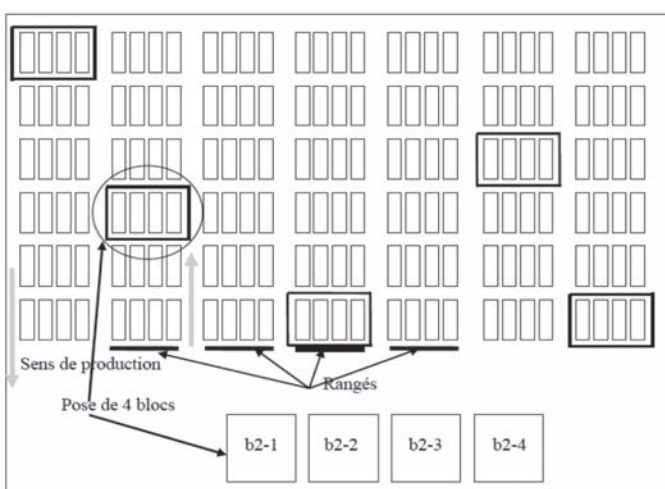 Sens de production
Rangés
Pose de 4 blocs
b2-1
b2-2
b2-3
b2-4